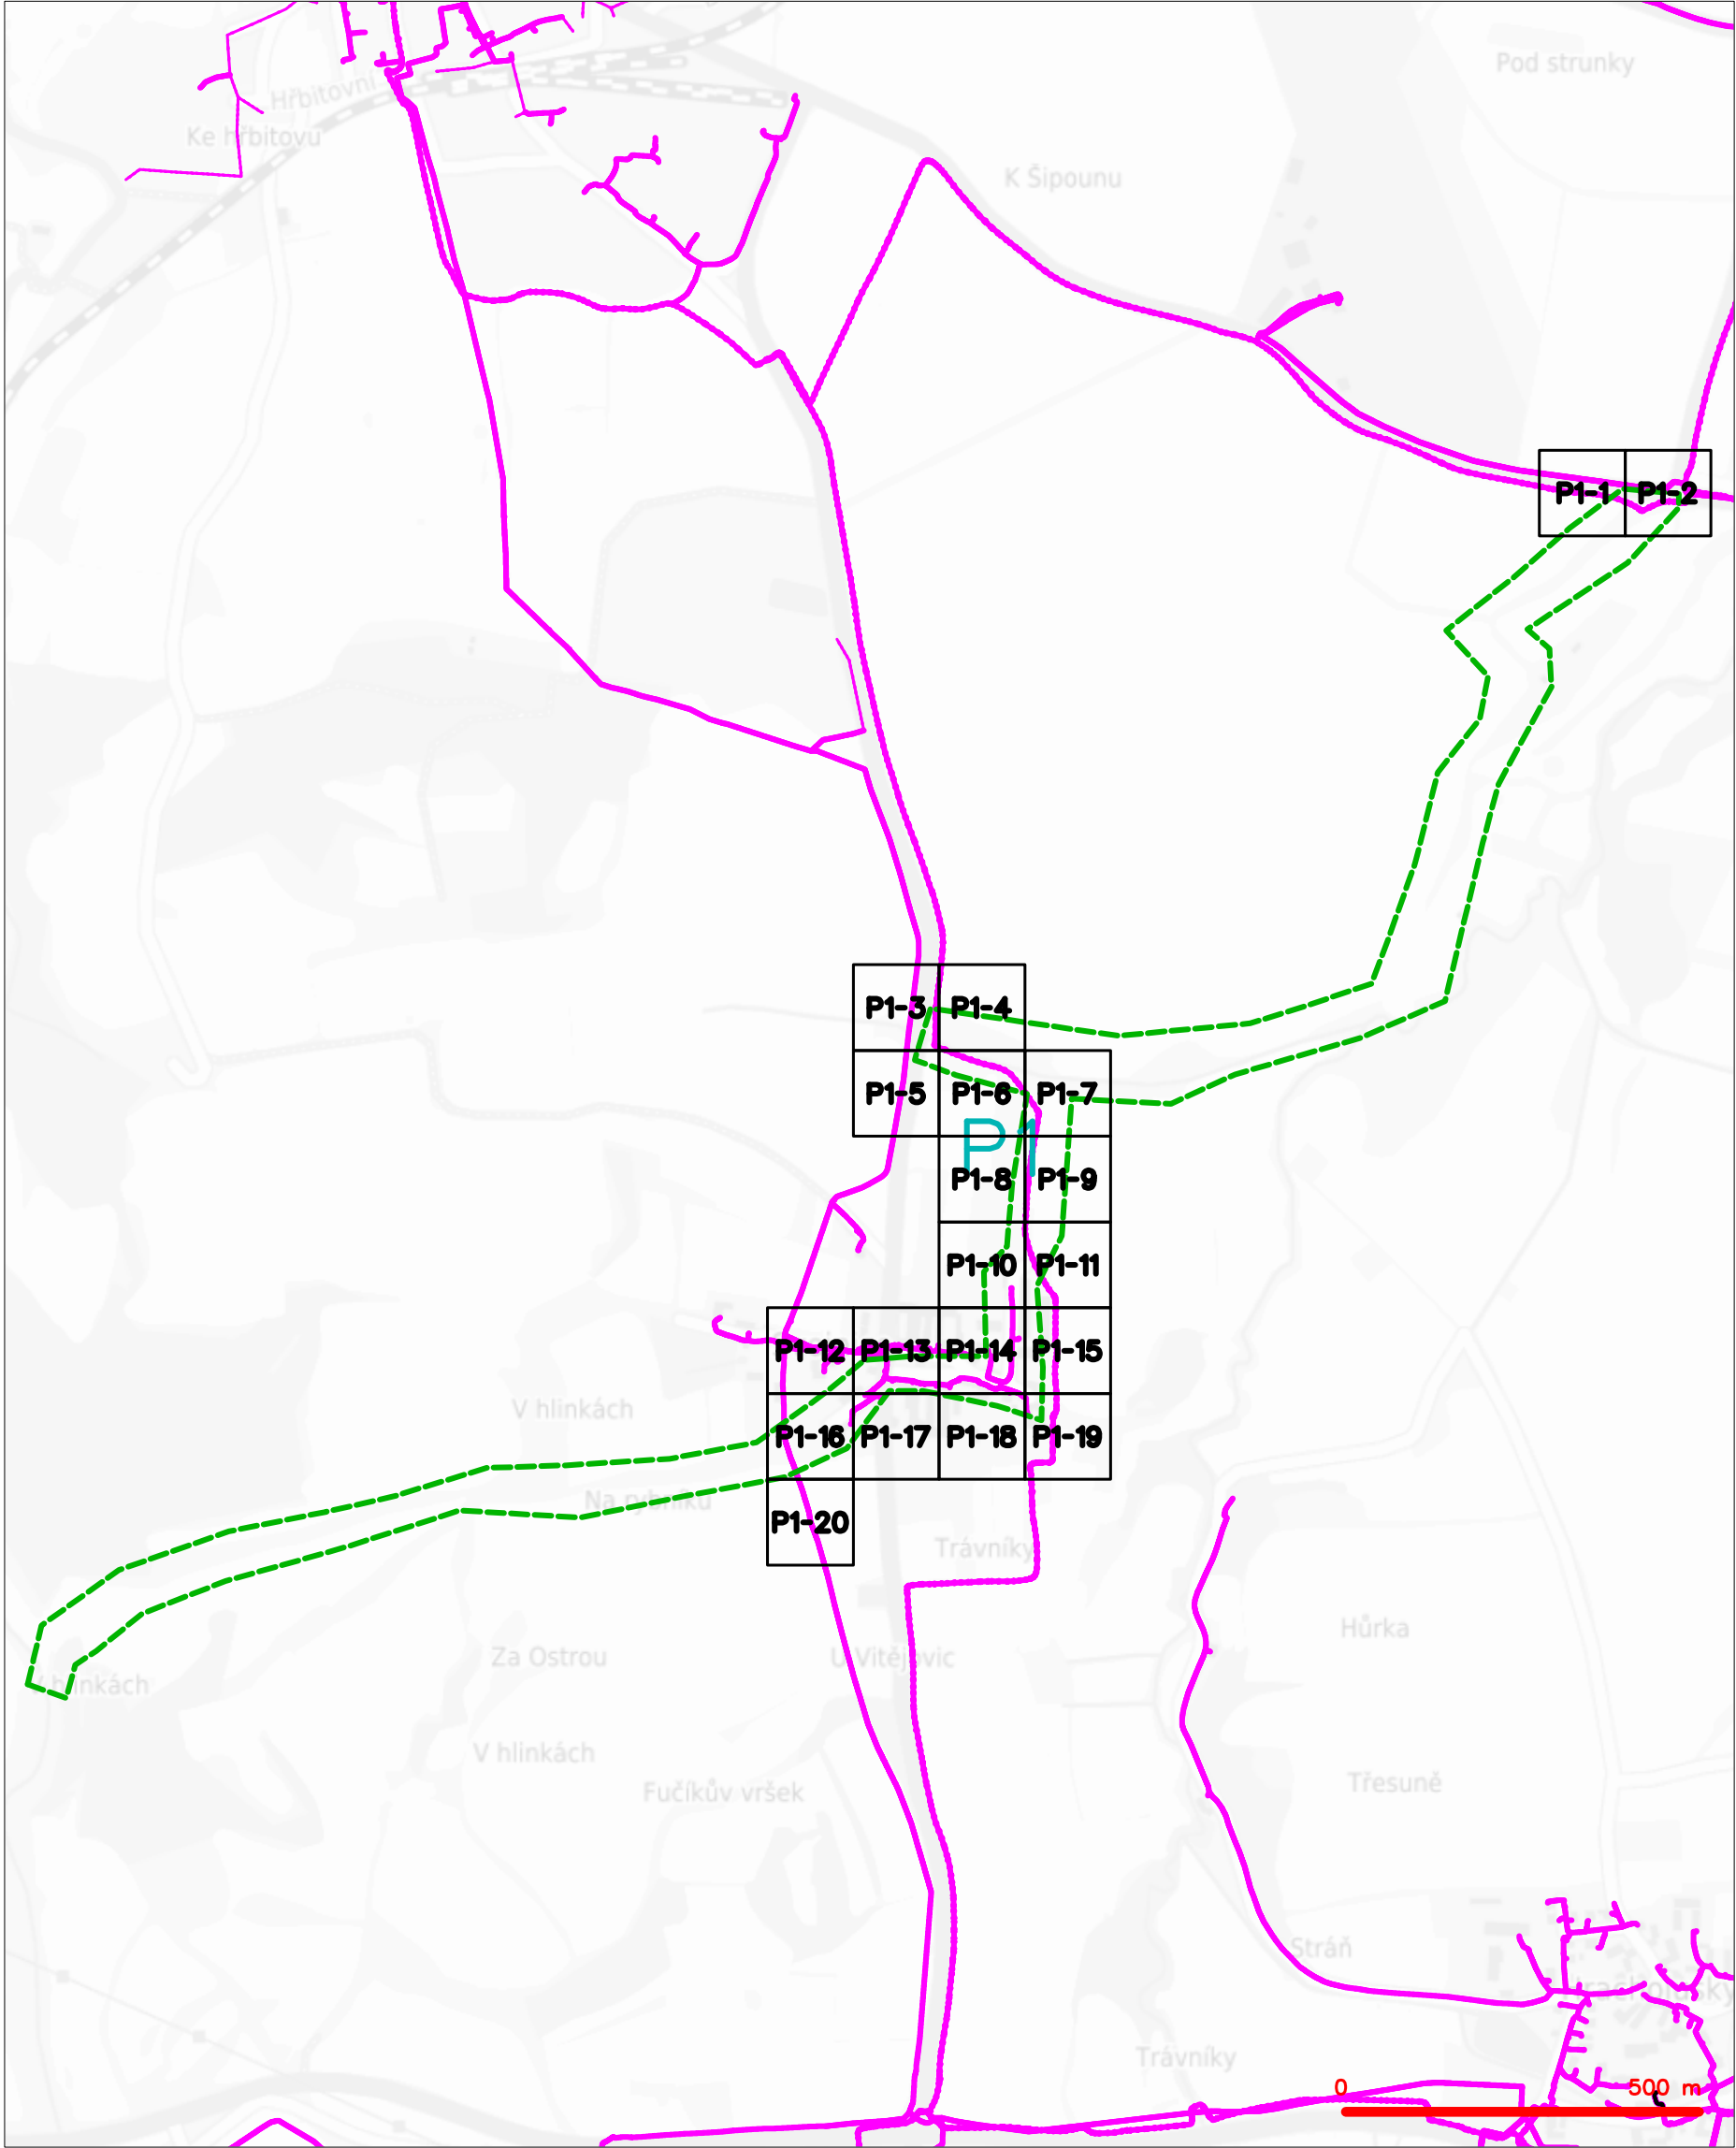 Pod strunky
Hřbitovní
Ke hřbitovu
K Šipounu
P1-1 P1-2
P1-3 P1-4
P1-5 P1-6 P1-7
P1
P1-8 P1-9
P1-10 P1-11
P1-12 P1-13 P1-14 P1-15
V hlinkách
P1-16 P1-17 P1-18 P1-19
Na rybníku
P1-20
Trávníky
Hůrka
Za Ostrou
U Vitějovic
hlinkách
V hlinkách
Třesuně
Fučíkův vršek
Stráň
Trávníky
0 500 m